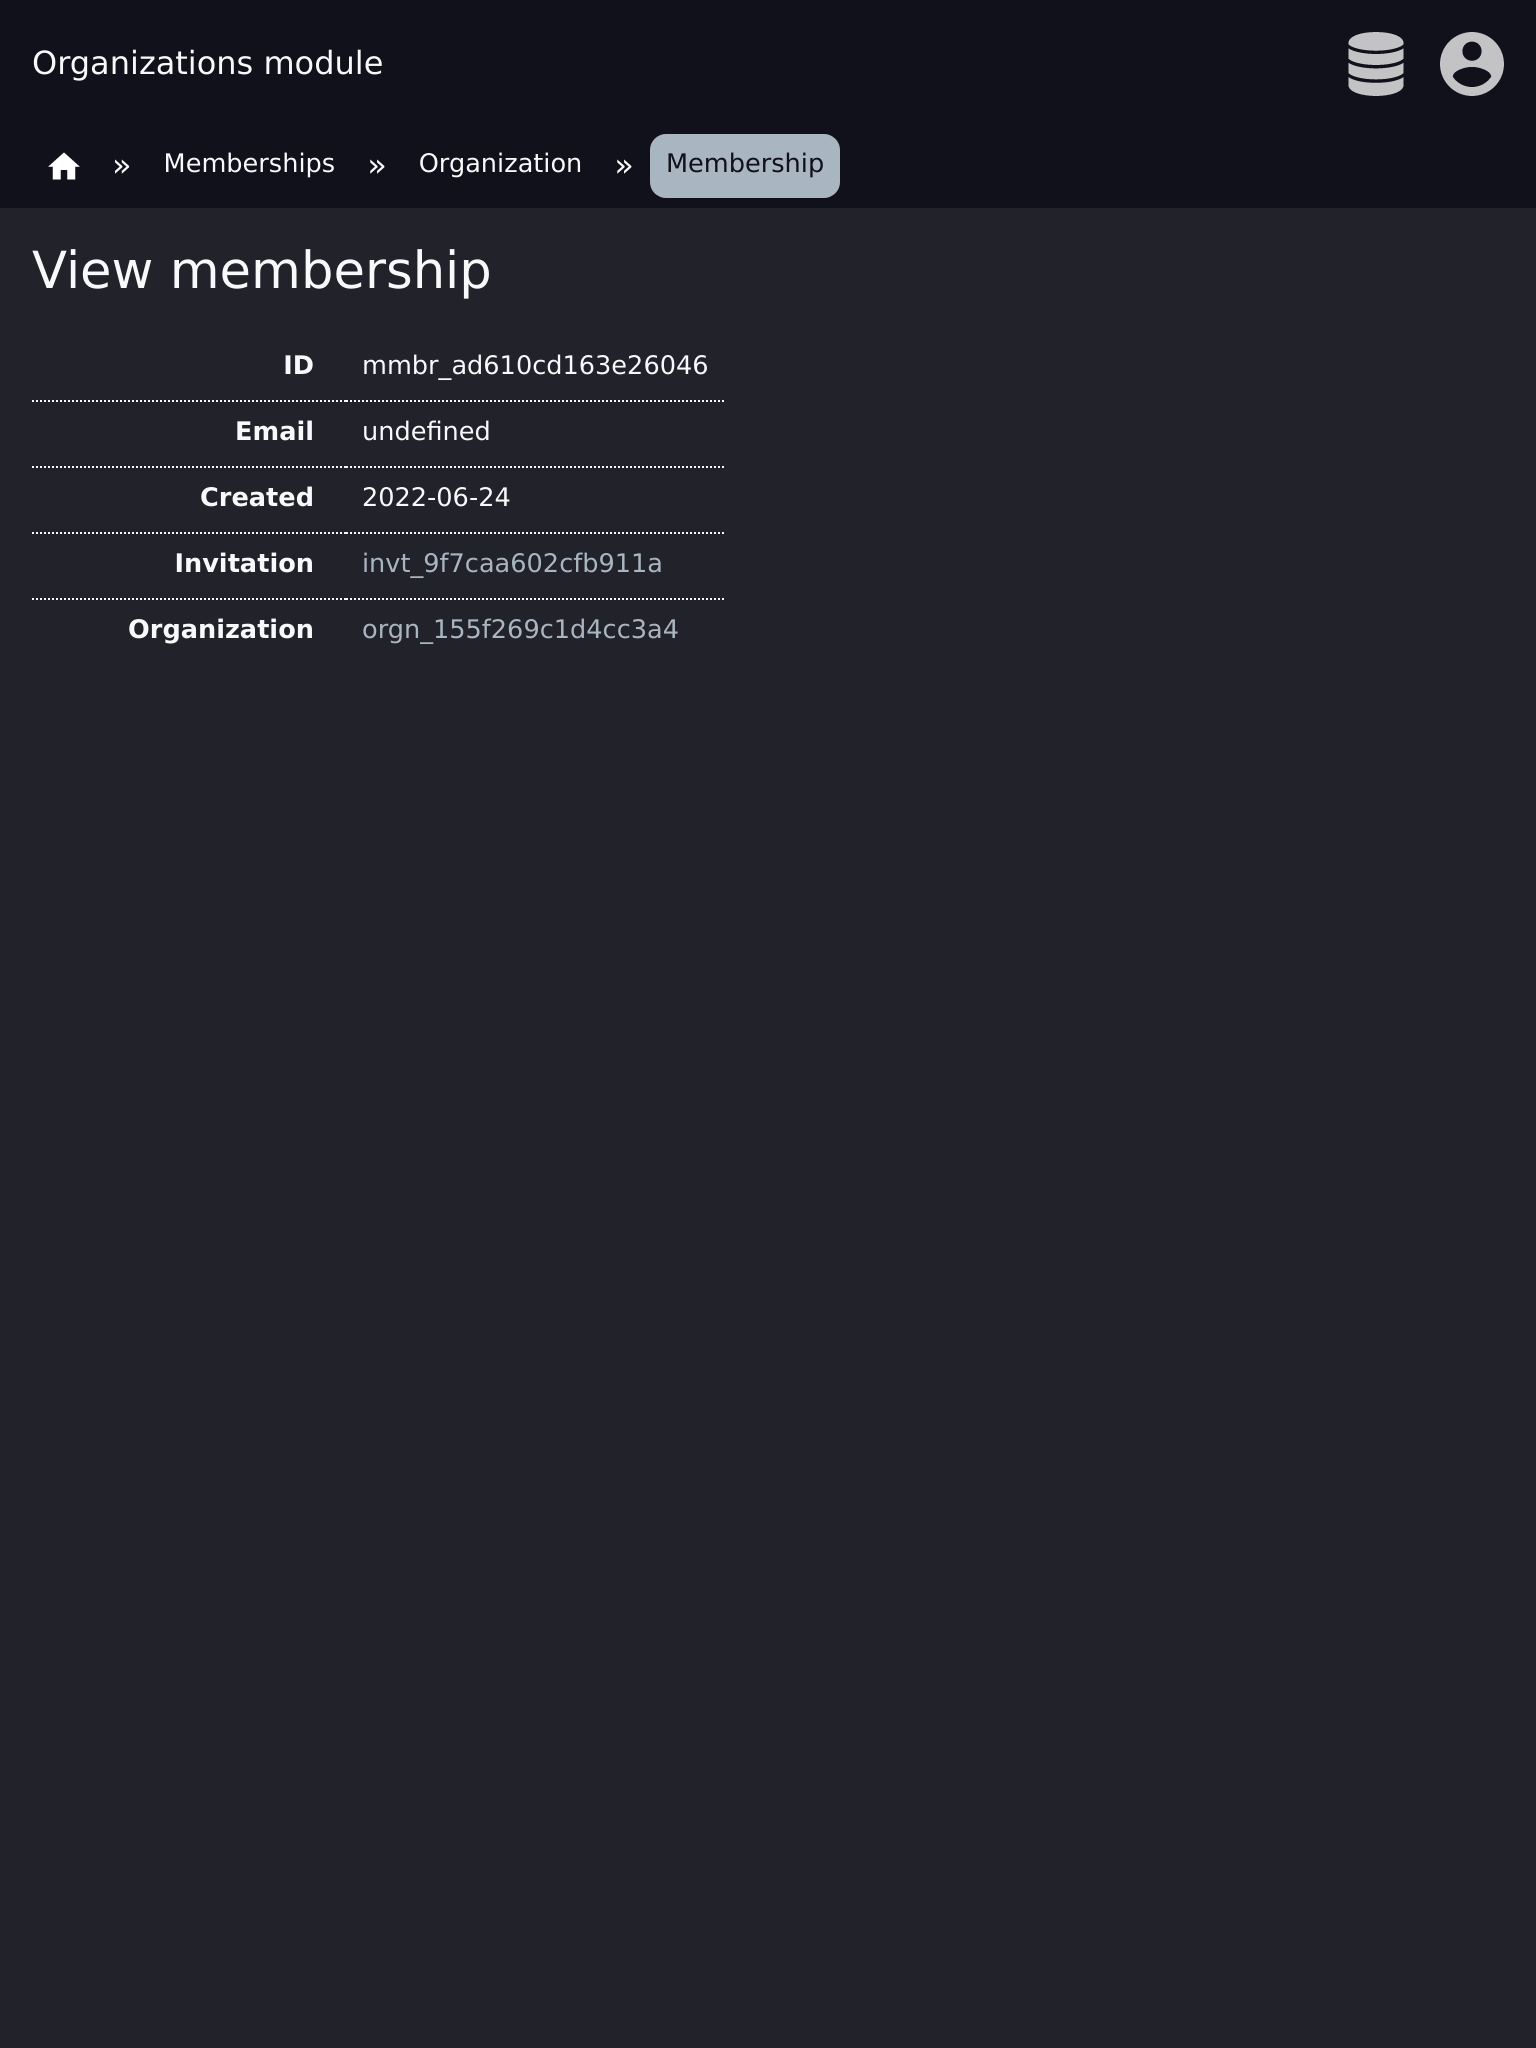 Organizations module
» Memberships » Organization » Membership
View membership
ID mmbr_ad610cd163e26046
Email undefined
Created 2022-06-24
Invitation invt_9f7caa602cfb911a
Organization orgn_155f269c1d4cc3a4